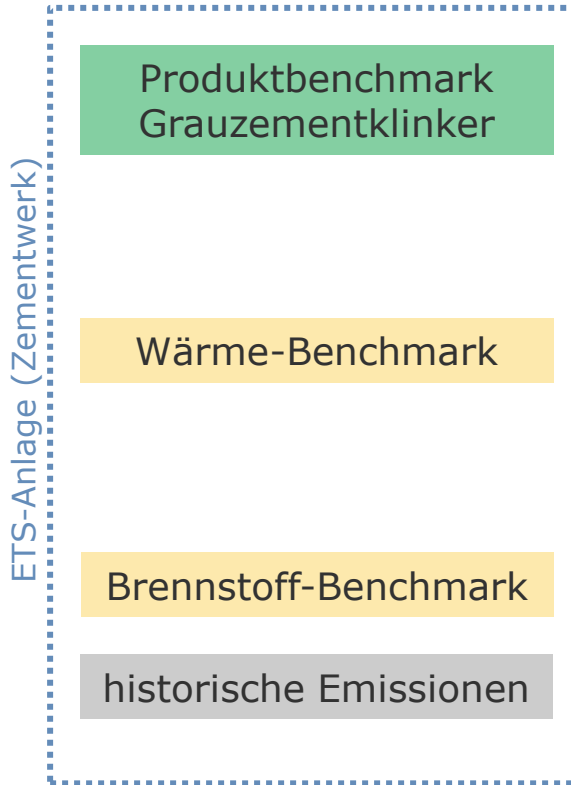 ETS-Anlage (Zementwerk)
Produktbenchmark
Grauzementklinker
Wärme-Benchmark
Brennstoff-Benchmark
historische Emissionen